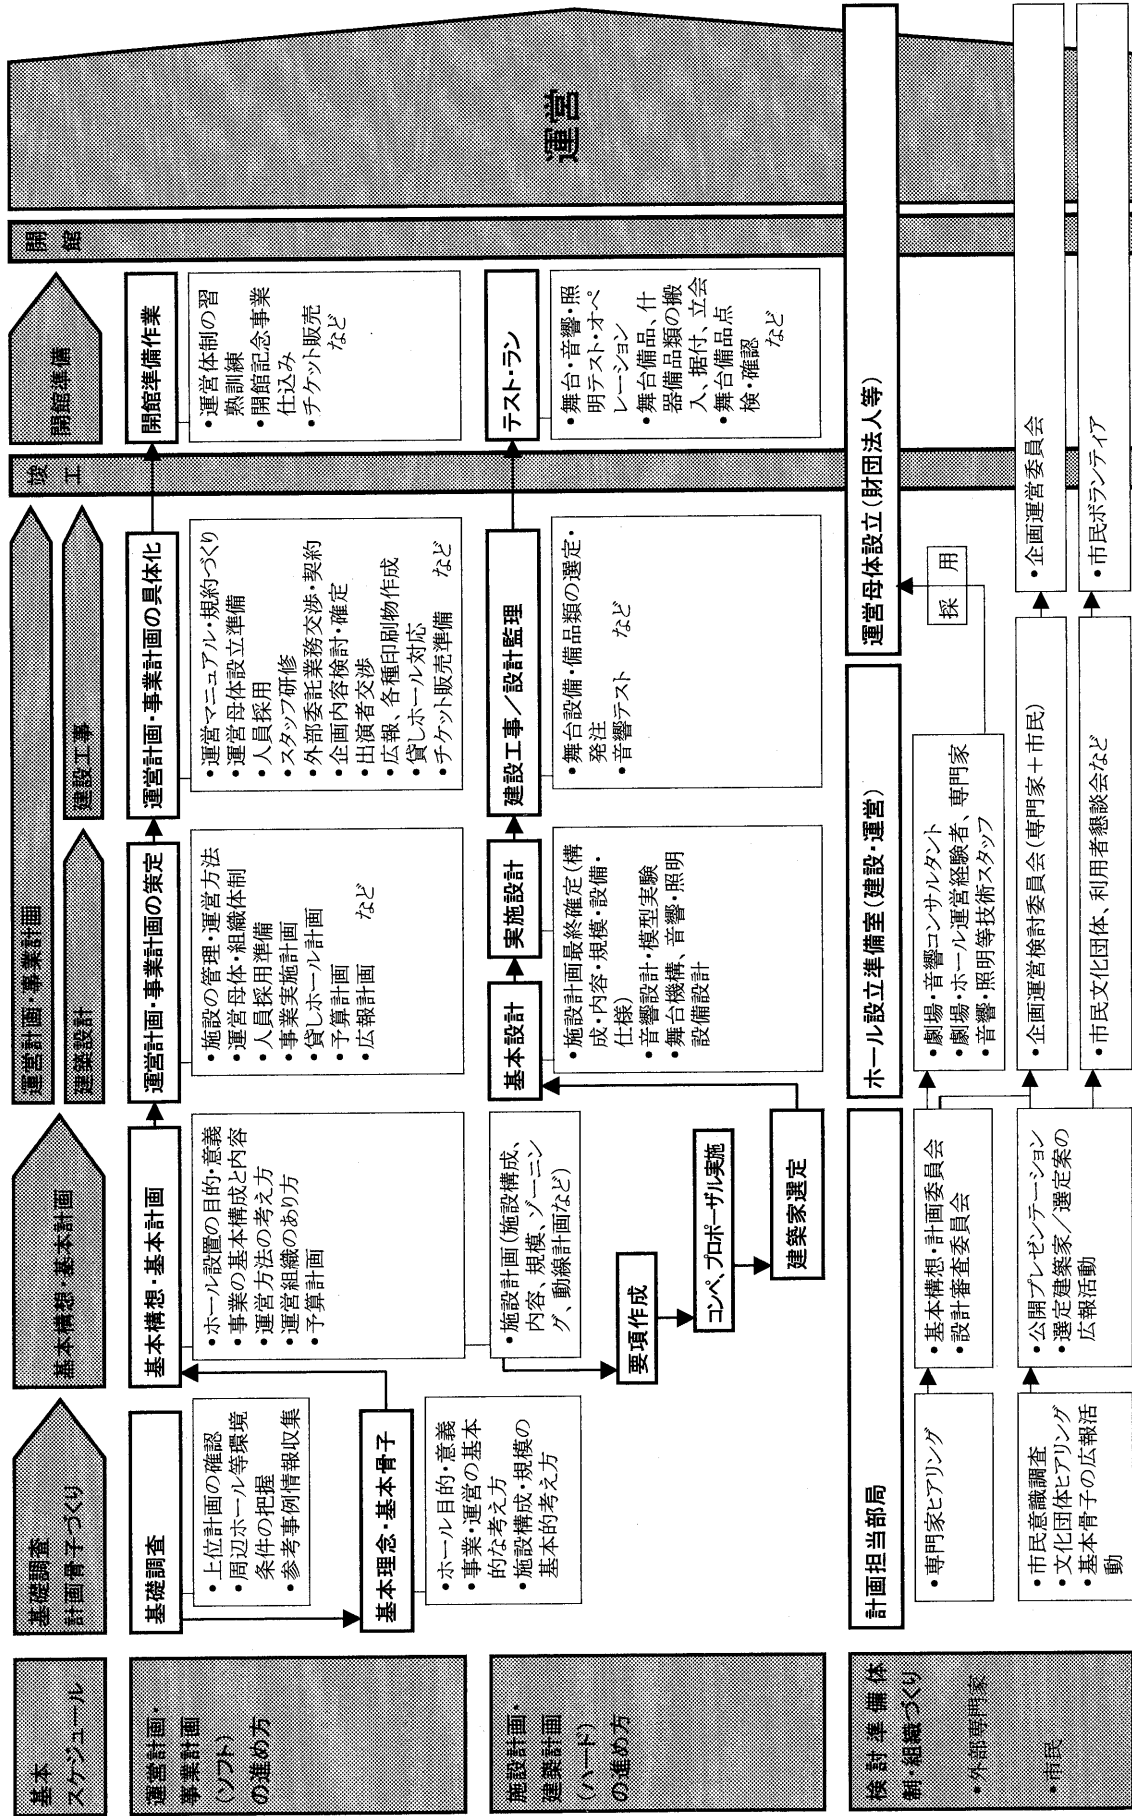 基本
スケジュール
基礎調査
計画骨子づくり
基本構想・基本計画
運営計画・事業計画
建築設計
建設工事
竣工
開館準備
開館
運営
運営計画・
事業計画
(ソフト)
の進め方
基礎調査
• 上位計画の確認
• 周辺ホール等環境
条件の把握
• 参考事例情報収集
基本理念・基本骨子
• ホール目的・意義
• 事業・運営の基本
的な考え方
• 施設構成・規模の
基本的考え方
基本構想・基本計画
• ホール設置の目的・意義
• 事業の基本構成と内容
• 運営方法の考え方
• 運営組織のあり方
• 予算計画
運営計画・事業計画の策定
• 施設の管理・運営方法
• 運営母体・組織体制
• 人員採用準備
• 事業実施計画
• 貸しホール計画
• 予算計画
• 広報計画 など
運営計画・事業計画の具体化
• 運営マニュアル・規約づくり
• 運営母体設立準備
• 人員採用
• スタッフ研修
• 外部委託業務交渉・契約
• 企画内容検討・確定
• 出演者交渉
• 広報、各種印刷物作成
• 貸しホール対応
• チケット販売準備 など
開館準備作業
• 運営体制の習
熟訓練
• 開館記念事業
仕込み
• チケット販売
など
施設計画・
建築計画
(ハード)
の進め方
• 施設計画(施設構成、
内容、規模、ゾーニン
グ、動線計画など)
要項作成
コンペ、プロポーザル実施
建築家選定
基本設計
実施設計
• 施設計画最終確定(構
成・内容・規模・設備・
仕様)
• 音響設計・模型実験
• 舞台機構、音響・照明
設備設計
建設工事／設計監理
• 舞台設備・備品類の選定・
発注
• 音響テスト など
テスト・ラン
• 舞台・音響・照
明テスト・オペ
レーション
• 舞台備品、什
器備品類の搬
入、据付、立会
• 舞台備品点
検・確認
など
検討準備体
制・組織づくり
• 外部専門家
• 市民
計画担当部局
ホール設立準備室(建設・運営)
運営母体設立(財団法人等)
• 専門家ヒアリング
• 基本構想・計画委員会
• 設計審査委員会
• 劇場・音響コンサルタント
• 劇場・ホール運営経験者、専門家
• 音響・照明等技術スタッフ
採用
• 市民意識調査
• 文化団体ヒアリング
• 基本骨子の広報活
動
• 公開プレゼンテーション
• 選定建築家／選定案の
広報活動
• 企画運営検討委員会(専門家＋市民)
• 企画運営委員会
• 市民文化団体、利用者懇談会など
• 市民ボランティア